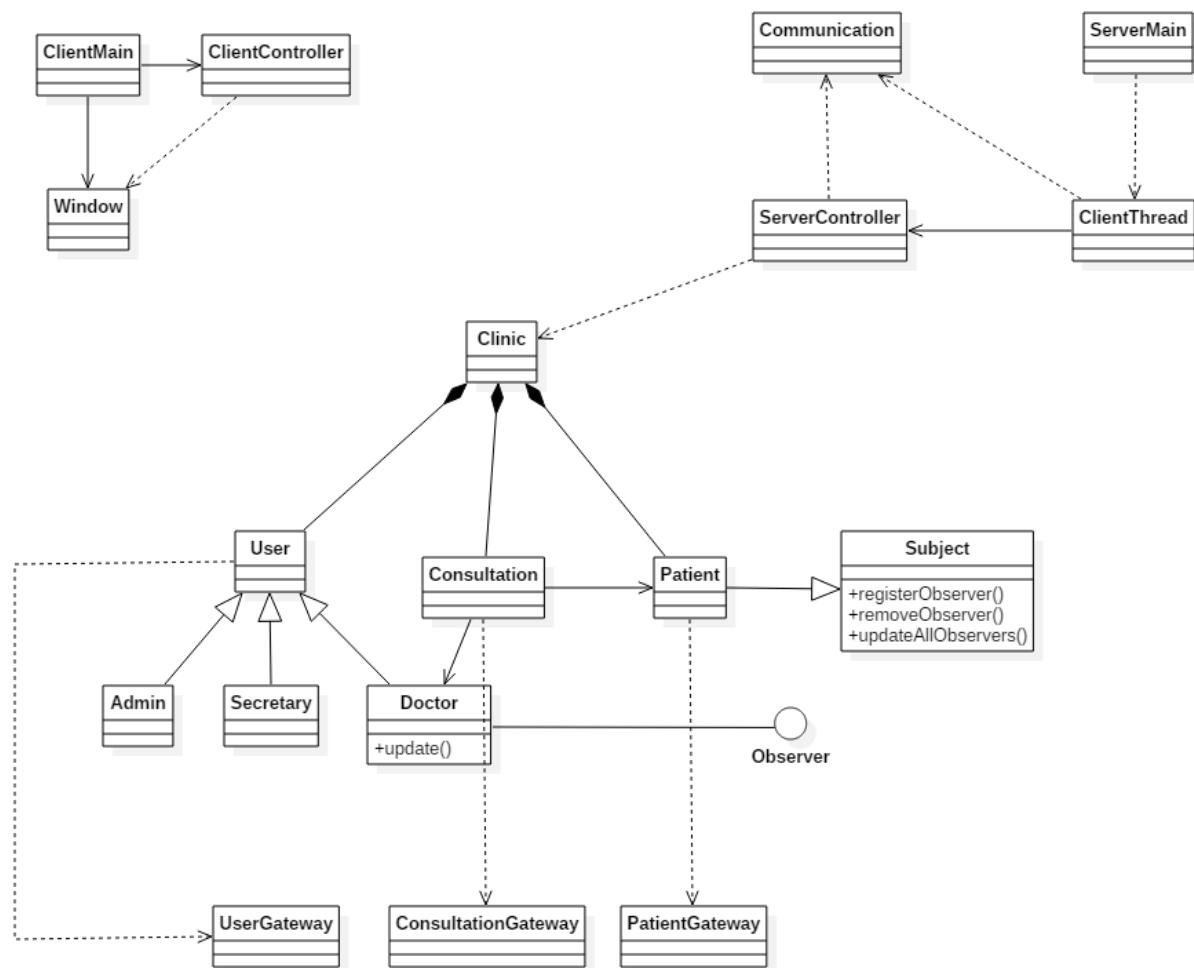 ClientMain
ClientController
Communication
ServerMain
Window
ServerController
ClientThread
Clinic
User
Consultation
Patient
Subject
+registerObserver()
+removeObserver()
+updateAllObservers()
Admin
Secretary
Doctor
+update()
Observer
UserGateway
ConsultationGateway
PatientGateway